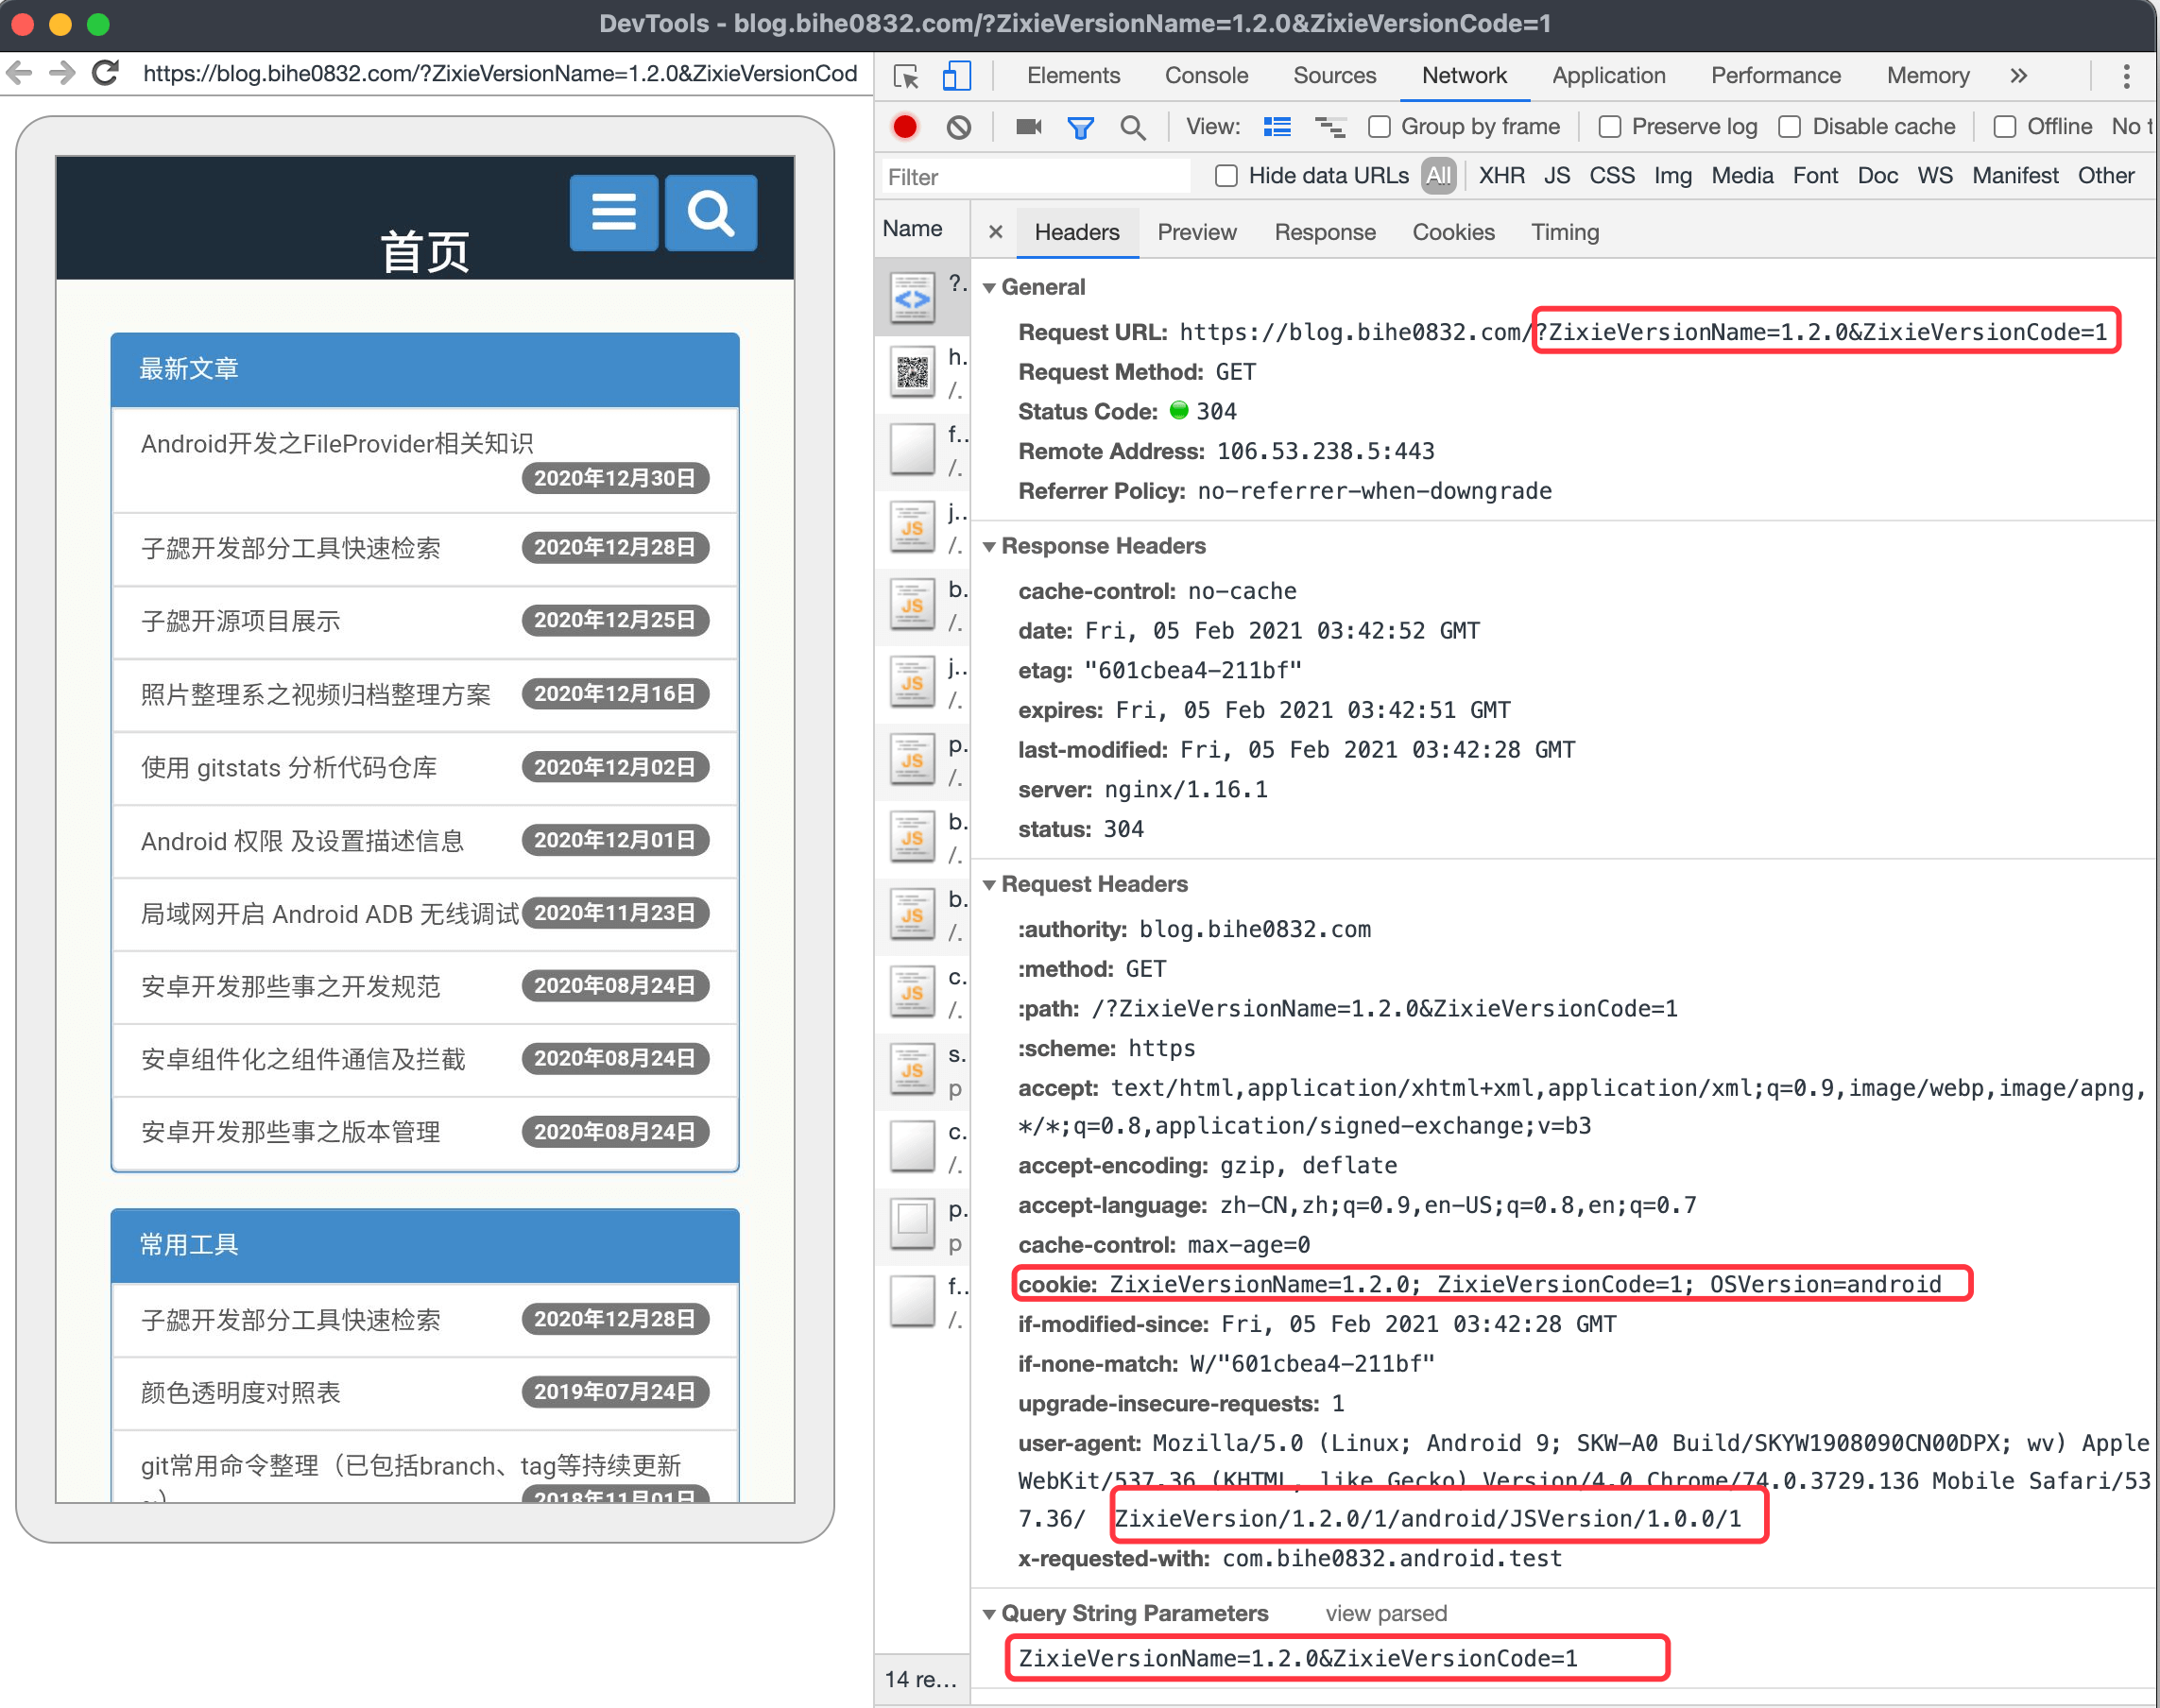 DevTools - blog.bihe0832.com/?ZixieVersionName=1.2.0&ZixieVersionCode=1
https://blog.bihe0832.com/?ZixieVersionName=1.2.0&ZixieVersionCod
首页
最新文章
Android开发之FileProvider相关知识
2020年12月30日
子勰开发部分工具快速检索 2020年12月28日
子勰开源项目展示 2020年12月25日
照片整理系之视频归档整理方案 2020年12月16日
使用 gitstats 分析代码仓库 2020年12月02日
Android 权限 及设置描述信息 2020年12月01日
局域网开启 Android ADB 无线调试 2020年11月23日
安卓开发那些事之开发规范 2020年08月24日
安卓组件化之组件通信及拦截 2020年08月24日
安卓开发那些事之版本管理 2020年08月24日
常用工具
子勰开发部分工具快速检索 2020年12月28日
颜色透明度对照表 2019年07月24日
git常用命令整理（已包括branch、tag等持续更新
2018年11月01日
Elements Console Sources Network Application Performance Memory »
View: Group by frame Preserve log Disable cache Offline No t
Filter Hide data URLs All XHR JS CSS Img Media Font Doc WS Manifest Other
Name
?.
h.
/.
f..
/.
j..
/.
b.
/.
j..
/.
p.
/.
b.
/.
b.
/.
c.
/.
s.
p
c.
/.
p.
p
f..
/.
14 re...
× Headers Preview Response Cookies Timing
General
Request URL: https://blog.bihe0832.com/?ZixieVersionName=1.2.0&ZixieVersionCode=1
Request Method: GET
Status Code: 304
Remote Address: 106.53.238.5:443
Referrer Policy: no-referrer-when-downgrade
Response Headers
cache-control: no-cache
date: Fri, 05 Feb 2021 03:42:52 GMT
etag: "601cbea4-211bf"
expires: Fri, 05 Feb 2021 03:42:51 GMT
last-modified: Fri, 05 Feb 2021 03:42:28 GMT
server: nginx/1.16.1
status: 304
Request Headers
:authority: blog.bihe0832.com
:method: GET
:path: /?ZixieVersionName=1.2.0&ZixieVersionCode=1
:scheme: https
accept: text/html,application/xhtml+xml,application/xml;q=0.9,image/webp,image/apng,
*/*;q=0.8,application/signed-exchange;v=b3
accept-encoding: gzip, deflate
accept-language: zh-CN,zh;q=0.9,en-US;q=0.8,en;q=0.7
cache-control: max-age=0
cookie: ZixieVersionName=1.2.0; ZixieVersionCode=1; OSVersion=android
if-modified-since: Fri, 05 Feb 2021 03:42:28 GMT
if-none-match: W/"601cbea4-211bf"
upgrade-insecure-requests: 1
user-agent: Mozilla/5.0 (Linux; Android 9; SKW-A0 Build/SKYW1908090CN00DPX; wv) Apple
WebKit/537.36 (KHTML, like Gecko) Version/4.0 Chrome/74.0.3729.136 Mobile Safari/53
7.36/ ZixieVersion/1.2.0/1/android/JSVersion/1.0.0/1
x-requested-with: com.bihe0832.android.test
Query String Parameters view parsed
ZixieVersionName=1.2.0&ZixieVersionCode=1